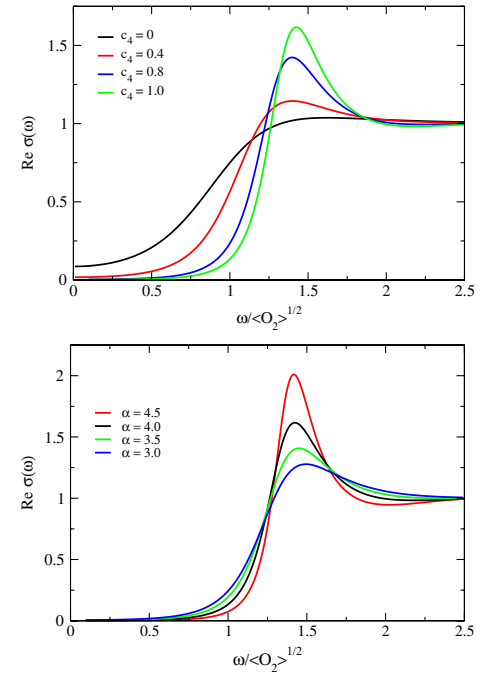 1.5
1
0.5
0
Re σ(ω)
c₄ = 0
c₄ = 0.4
c₄ = 0.8
c₄ = 1.0
0 0.5 1 1.5 2 2.5
ω/<O₂>^1/2
2
1.5
1
0.5
0
Re σ(ω)
α = 4.5
α = 4.0
α = 3.5
α = 3.0
0 0.5 1 1.5 2 2.5
ω/<O₂>^1/2